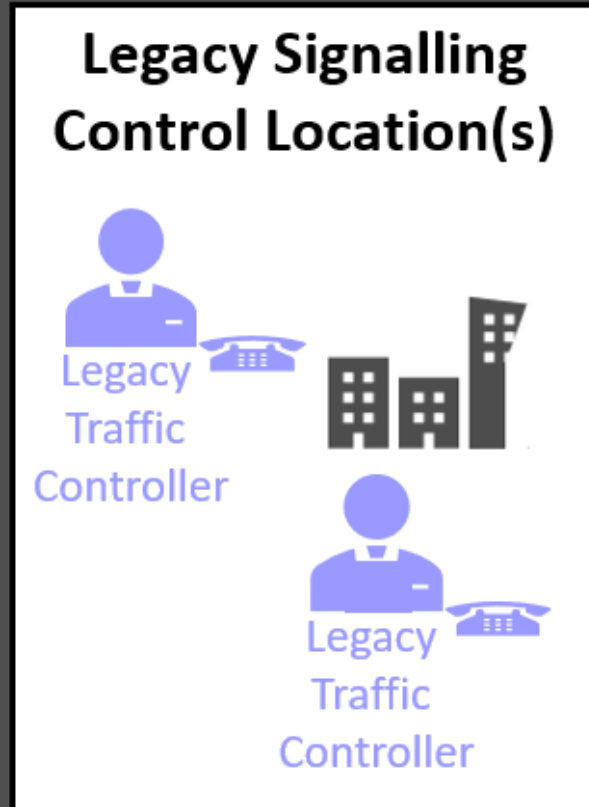 Legacy Signalling
Control Location(s)
Legacy
Traffic
Controller
Legacy
Traffic
Controller